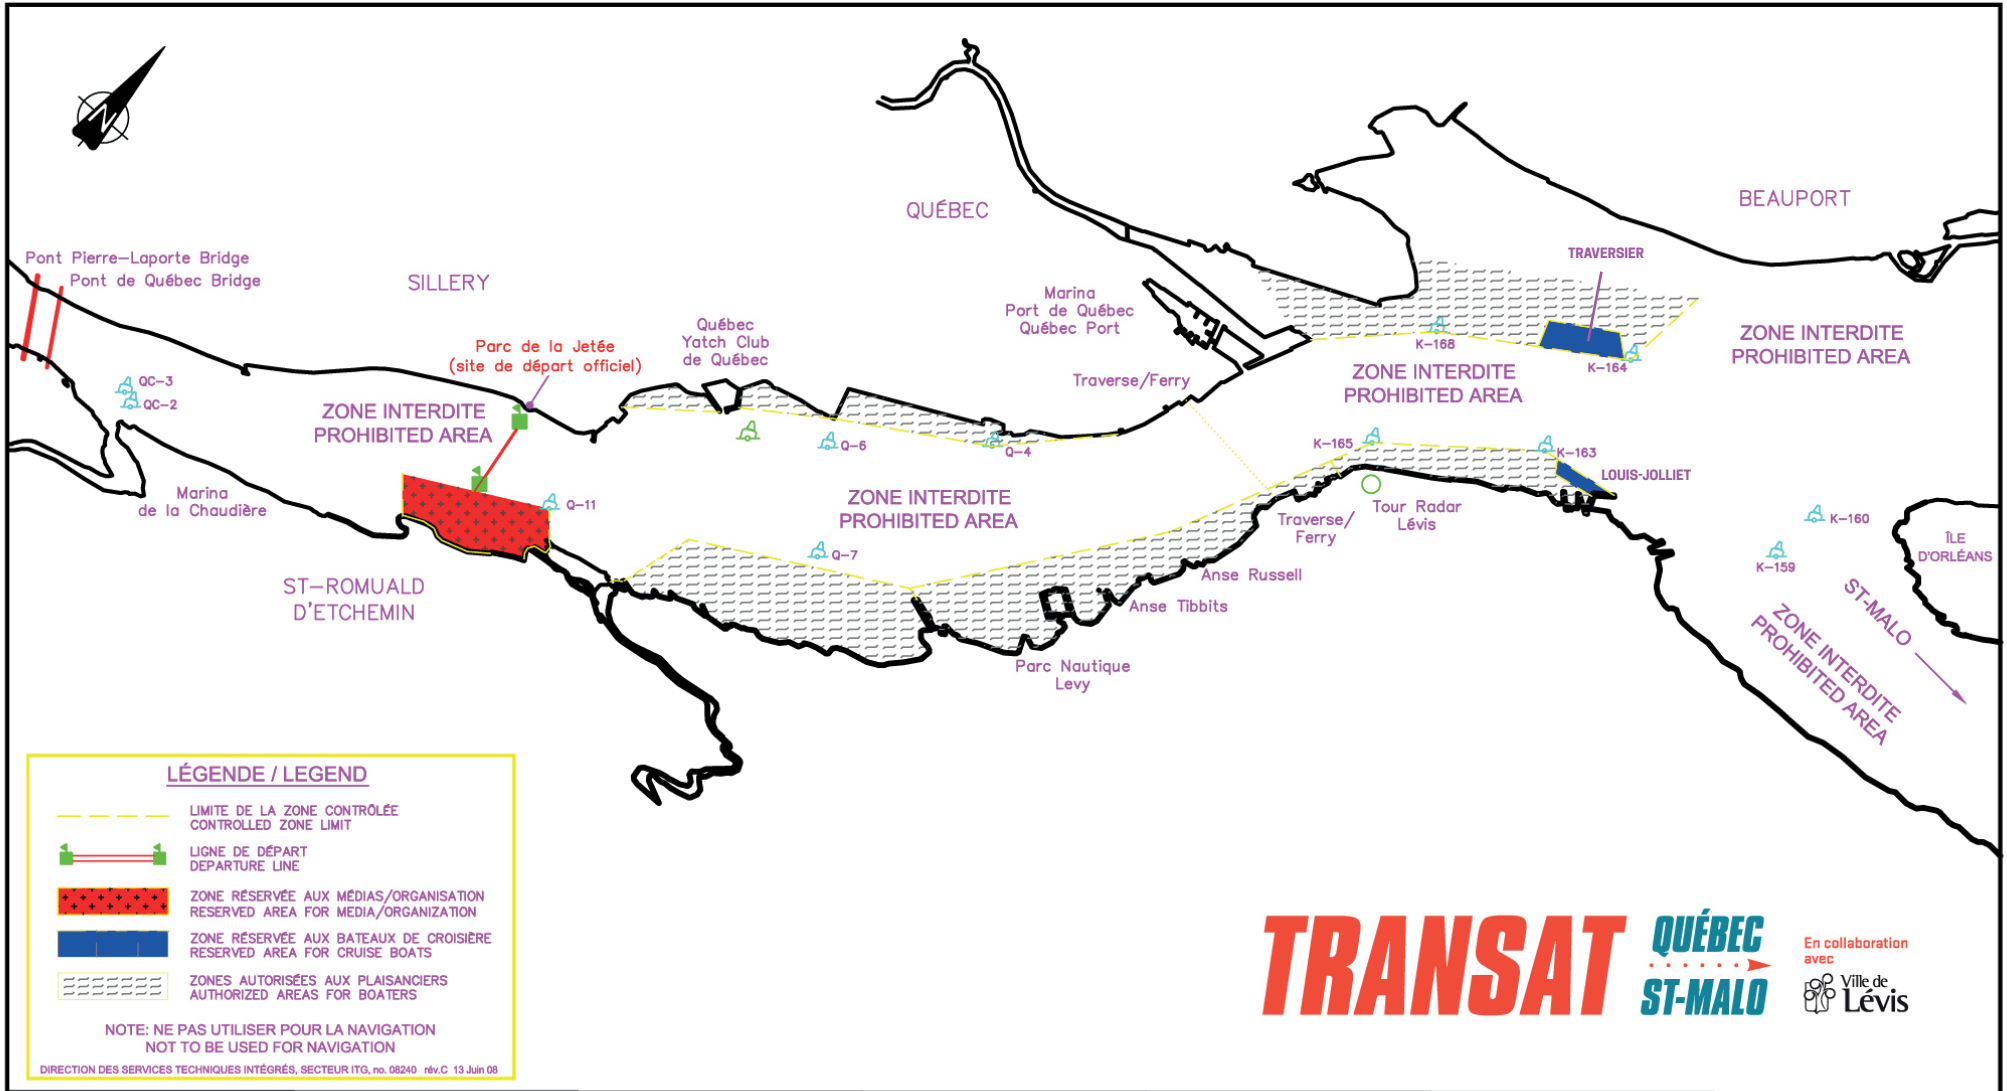 N
BEAUPORT
QUÉBEC
TRAVERSIER
Pont Pierre-Laporte Bridge
Pont de Québec Bridge
SILLERY
Marina
Port de Québec
Québec Port
Québec
Yatch Club
de Québec
Parc de la Jetée
(site de départ officiel)
K-168
K-164
ZONE INTERDITE
PROHIBITED AREA
ZONE INTERDITE
PROHIBITED AREA
Traverse/Ferry
QC-3
QC-2
ZONE INTERDITE
PROHIBITED AREA
Q-6
Q-4
K-165
K-163
LOUIS-JOLLIET
Marina
de la Chaudière
Q-11
ZONE INTERDITE
PROHIBITED AREA
Traverse/
Ferry
Tour Radar
Lévis
K-160
K-159
ÎLE
D'ORLÉANS
Q-7
Anse Russell
Anse Tibbits
ST-ROMUALD
D'ETCHEMIN
Parc Nautique
Levy
ST-MALO
ZONE INTERDITE
PROHIBITED AREA
LÉGENDE / LEGEND
LIMITE DE LA ZONE CONTRÔLÉE
CONTROLLED ZONE LIMIT
LIGNE DE DÉPART
DEPARTURE LINE
ZONE RÉSERVÉE AUX MÉDIAS/ORGANISATION
RESERVED AREA FOR MEDIA/ORGANIZATION
ZONE RÉSERVÉE AUX BATEAUX DE CROISIÈRE
RESERVED AREA FOR CRUISE BOATS
ZONES AUTORISÉES AUX PLAISANCIERS
AUTHORIZED AREAS FOR BOATERS
NOTE: NE PAS UTILISER POUR LA NAVIGATION
NOT TO BE USED FOR NAVIGATION
DIRECTION DES SERVICES TECHNIQUES INTÉGRÉS, SECTEUR ITG, no. 08240 rév.C 13 Juin 08
TRANSAT
QUÉBEC
ST-MALO
En collaboration
avec
Ville de
Lévis